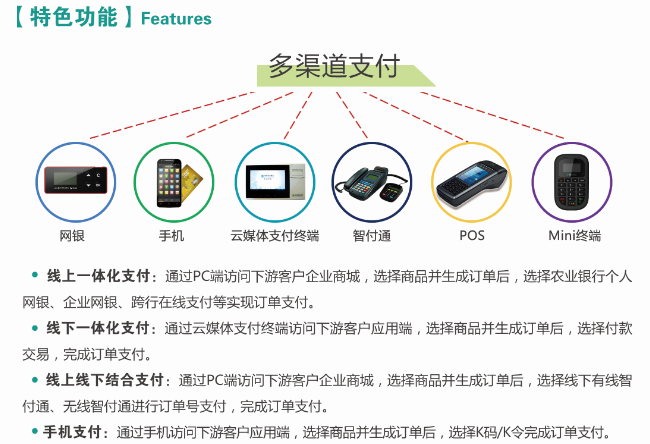 【特色功能】Features
多渠道支付
网银 手机 云媒体支付终端 智付通 POS Mini终端
• 线上一体化支付：通过PC端访问下游客户企业商城，选择商品并生成订单后，选择农业银行个人
网银、企业网银、跨行在线支付等实现订单支付。
• 线下一体化支付：通过云媒体支付终端访问下游客户应用端，选择商品并生成订单后，选择付款
交易，完成订单支付。
• 线上线下结合支付：通过PC端访问下游客户企业商城，选择商品并生成订单后，选择线下有线智
付通、无线智付通进行订单号支付，完成订单支付。
• 手机支付：通过手机访问下游客户应用端，选择商品并生成订单后，选择K码/K令完成订单支付。